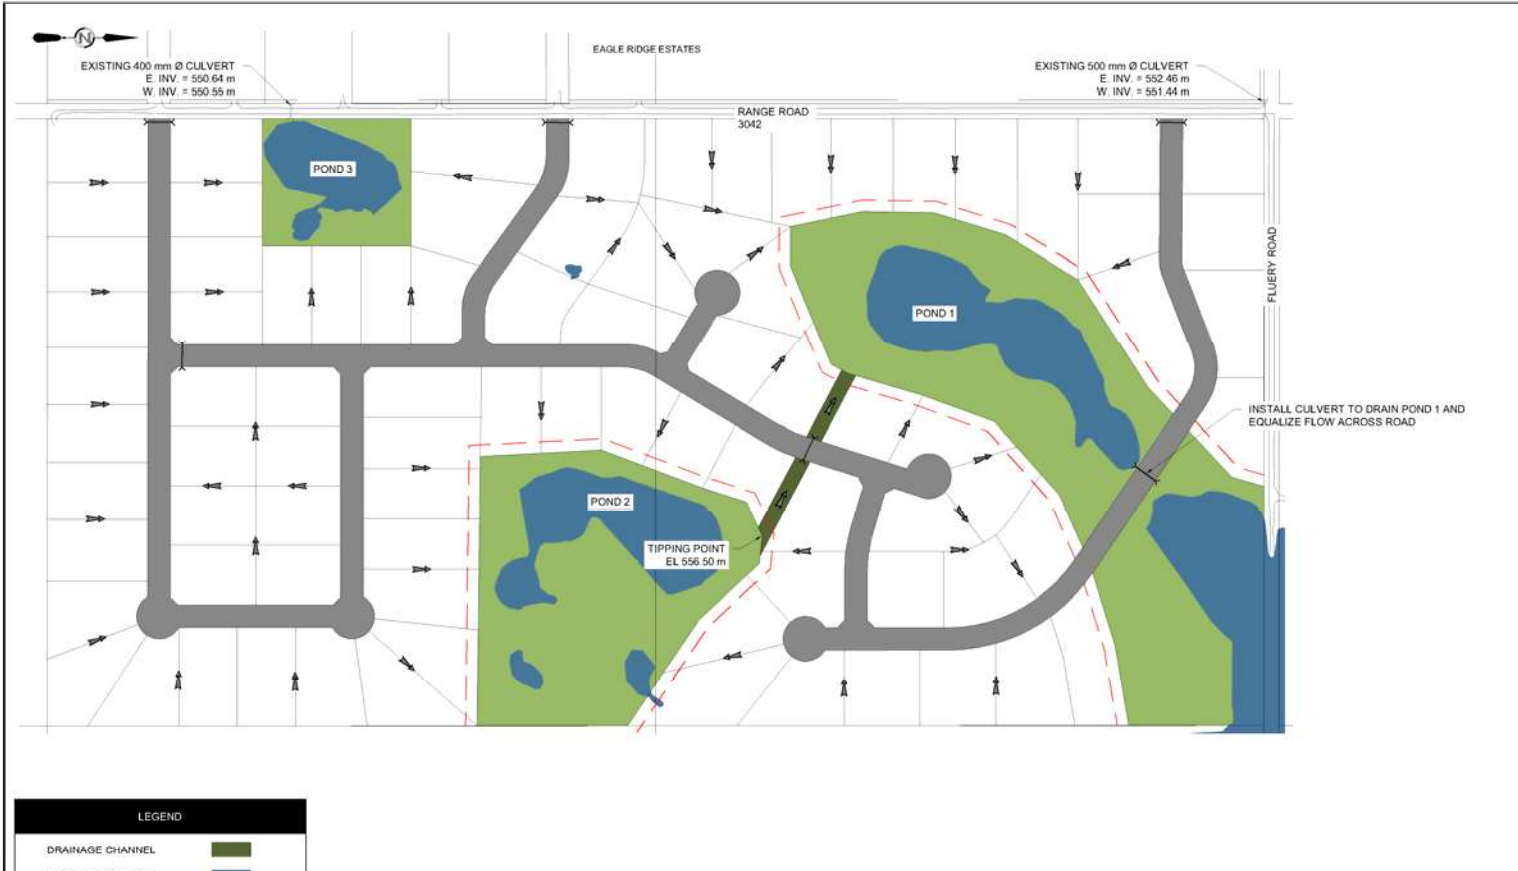 N
EAGLE RIDGE ESTATES
EXISTING 400 mm Ø CULVERT
E. INV. = 550.64 m
W. INV. = 550.55 m
EXISTING 500 mm Ø CULVERT
E. INV. = 552.46 m
W. INV. = 551.44 m
RANGE ROAD
3042
POND 3
FLUERY ROAD
POND 1
INSTALL CULVERT TO DRAIN POND 1 AND
EQUALIZE FLOW ACROSS ROAD
POND 2
TIPPING POINT
EL 556.50 m
LEGEND
DRAINAGE CHANNEL